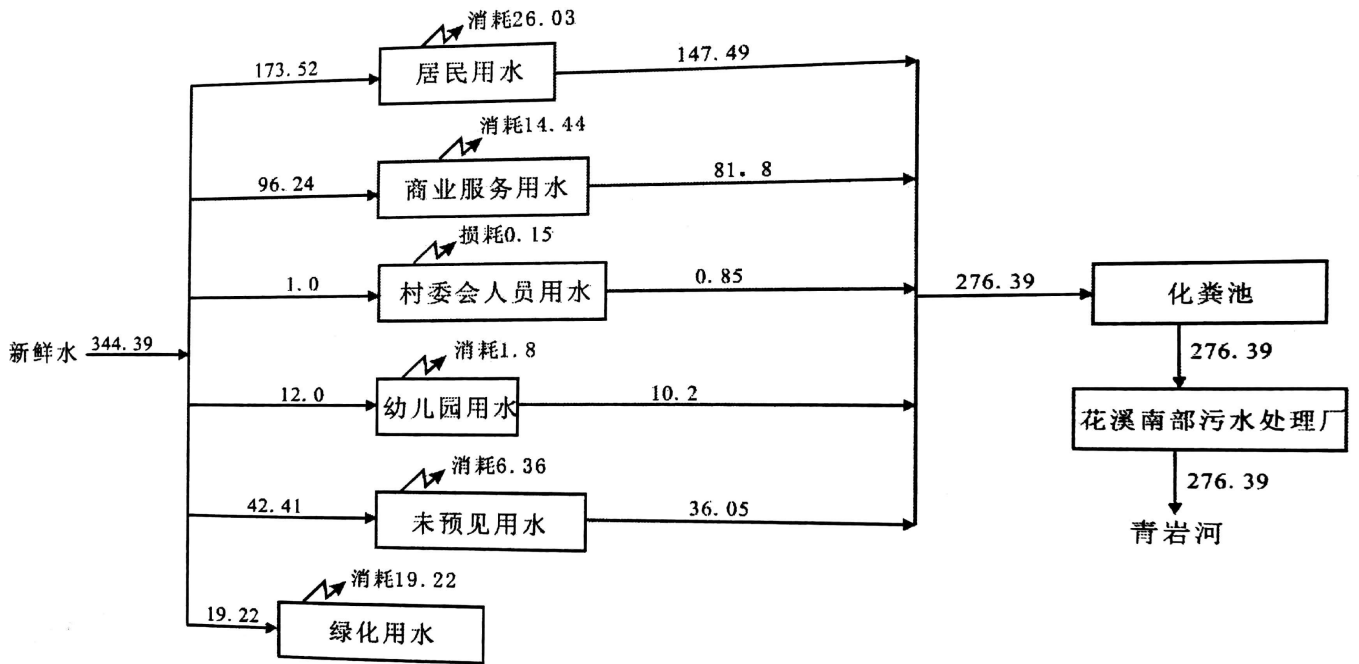 消耗26.03
173.52
居民用水
147.49
消耗14.44
96.24
商业服务用水
81.8
损耗0.15
1.0
村委会人员用水
0.85
276.39
化粪池
新鲜水 344.39
消耗1.8
276.39
12.0
幼儿园用水
10.2
花溪南部污水处理厂
消耗6.36
276.39
42.41
未预见用水
36.05
青岩河
消耗19.22
19.22
绿化用水